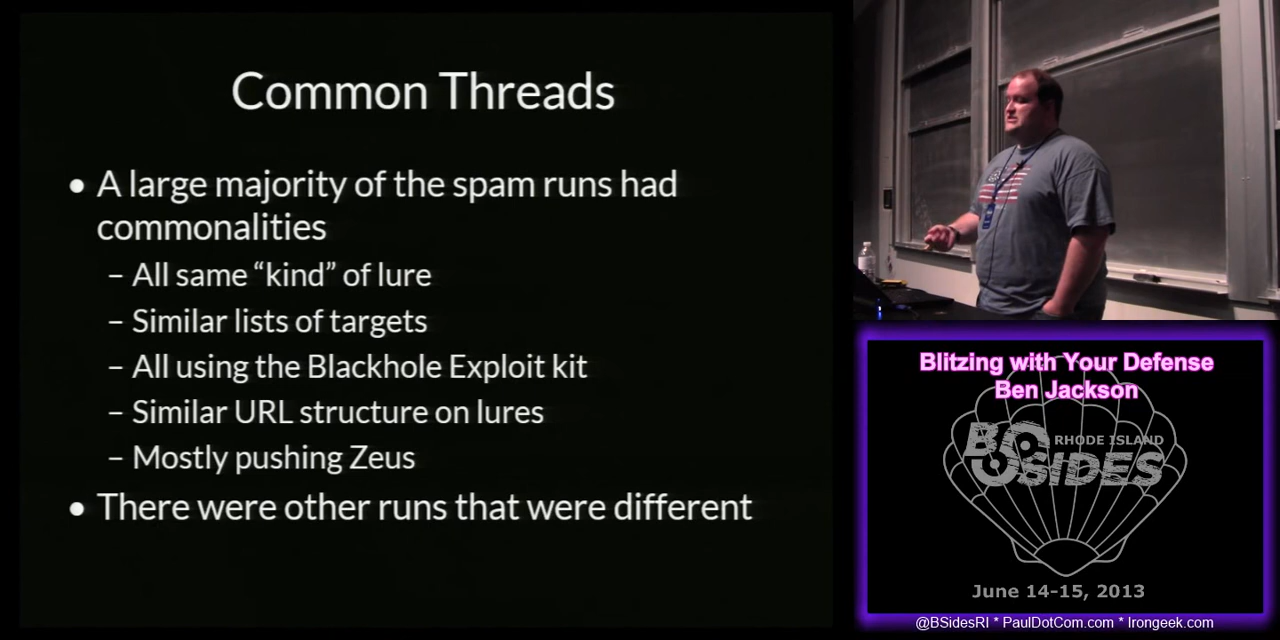 Common Threads
• A large majority of the spam runs had
commonalities
– All same “kind” of lure
– Similar lists of targets
– All using the Blackhole Exploit kit
– Similar URL structure on lures
– Mostly pushing Zeus
• There were other runs that were different
Blitzing with Your Defense
Ben Jackson
RHODE ISLAND
BSIDES
June 14-15, 2013
@BSidesRI * PaulDotCom.com * Irongeek.com